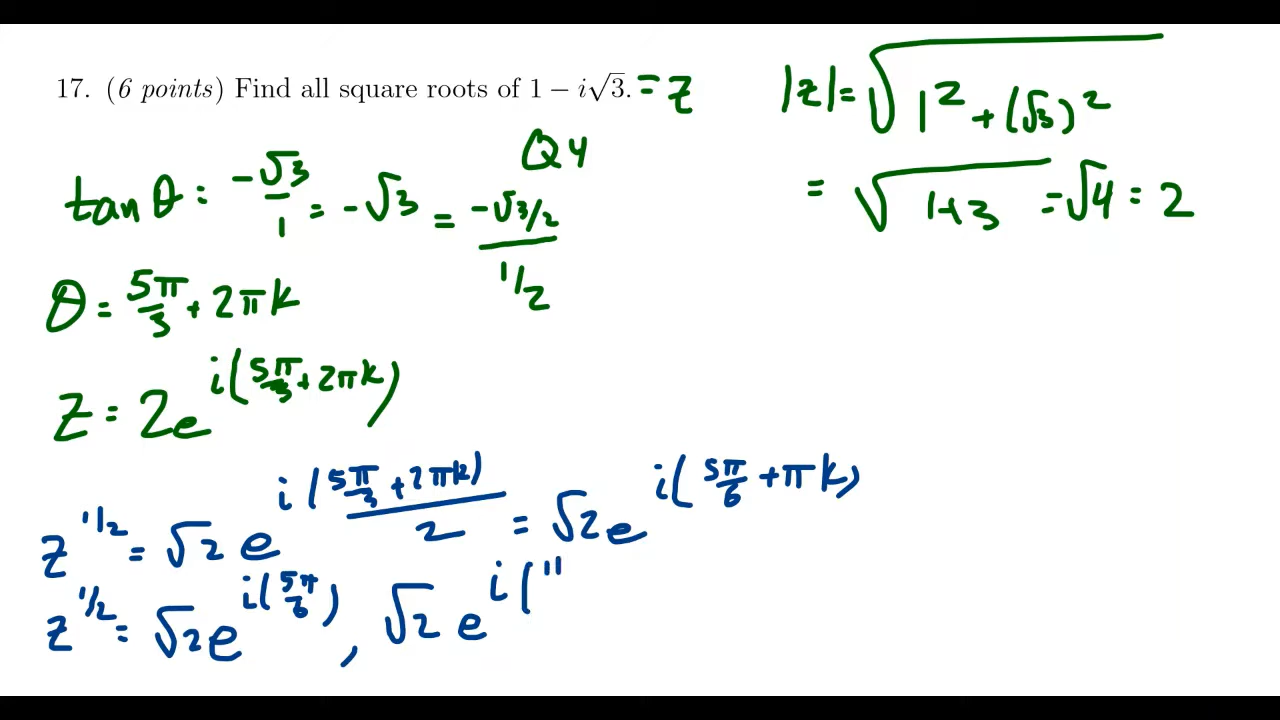 17. (6 points) Find all square roots of 1 − i√3. = z
|z| = √(1² + (√3)²)
= √(1+3) = √4 = 2
Q4
tan θ = -√3/1 = -√3 = (-√3/2)/(1/2)
θ = 5π/3 + 2πk
z = 2e^(i(5π/3 + 2πk))
z^(1/2) = √2 e^(i(5π/3 + 2πk)/2) = √2 e^(i(5π/6 + πk))
z^(1/2) = √2 e^(i(5π/6)), √2 e^(i(11